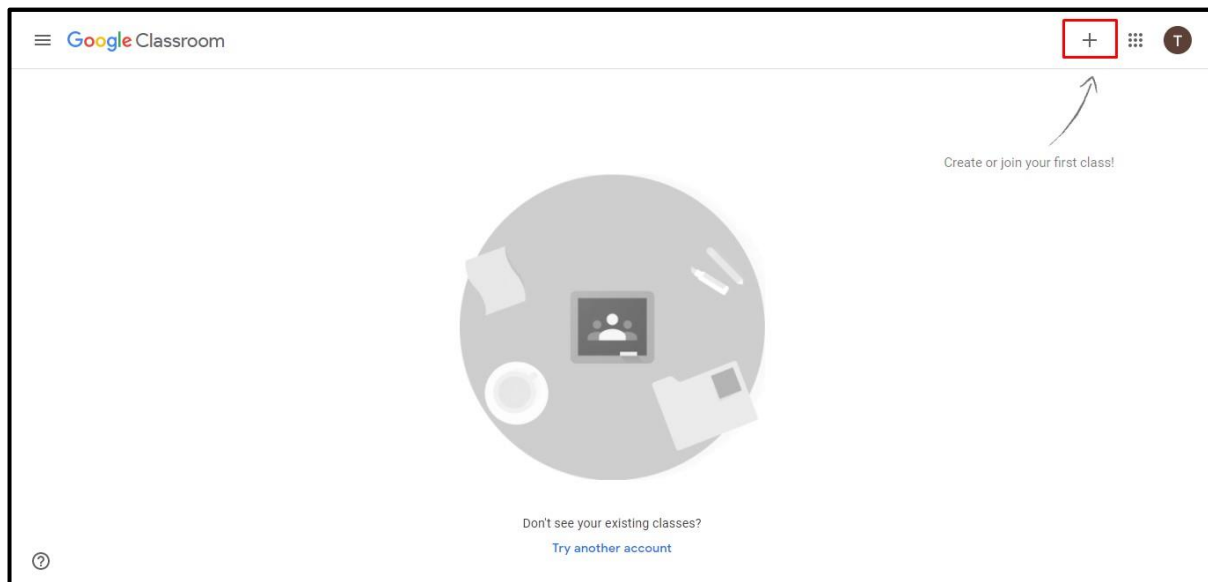 Google Classroom
T
Create or join your first class!
Don't see your existing classes?
Try another account